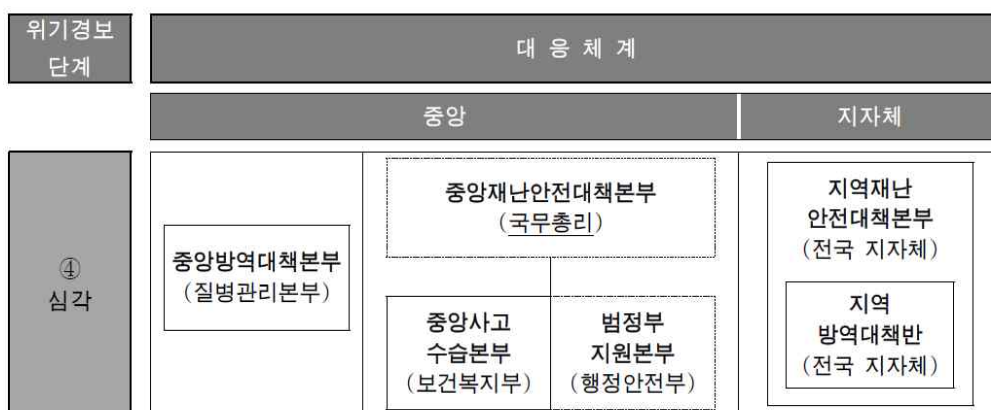 위기경보
단계
대 응 체 계
중앙
지자체
④
심각
중앙방역대책본부
(질병관리본부)
중앙재난안전대책본부
(국무총리)
중앙사고
수습본부
(보건복지부)
범정부
지원본부
(행정안전부)
지역재난
안전대책본부
(전국 지자체)
지역
방역대책반
(전국 지자체)